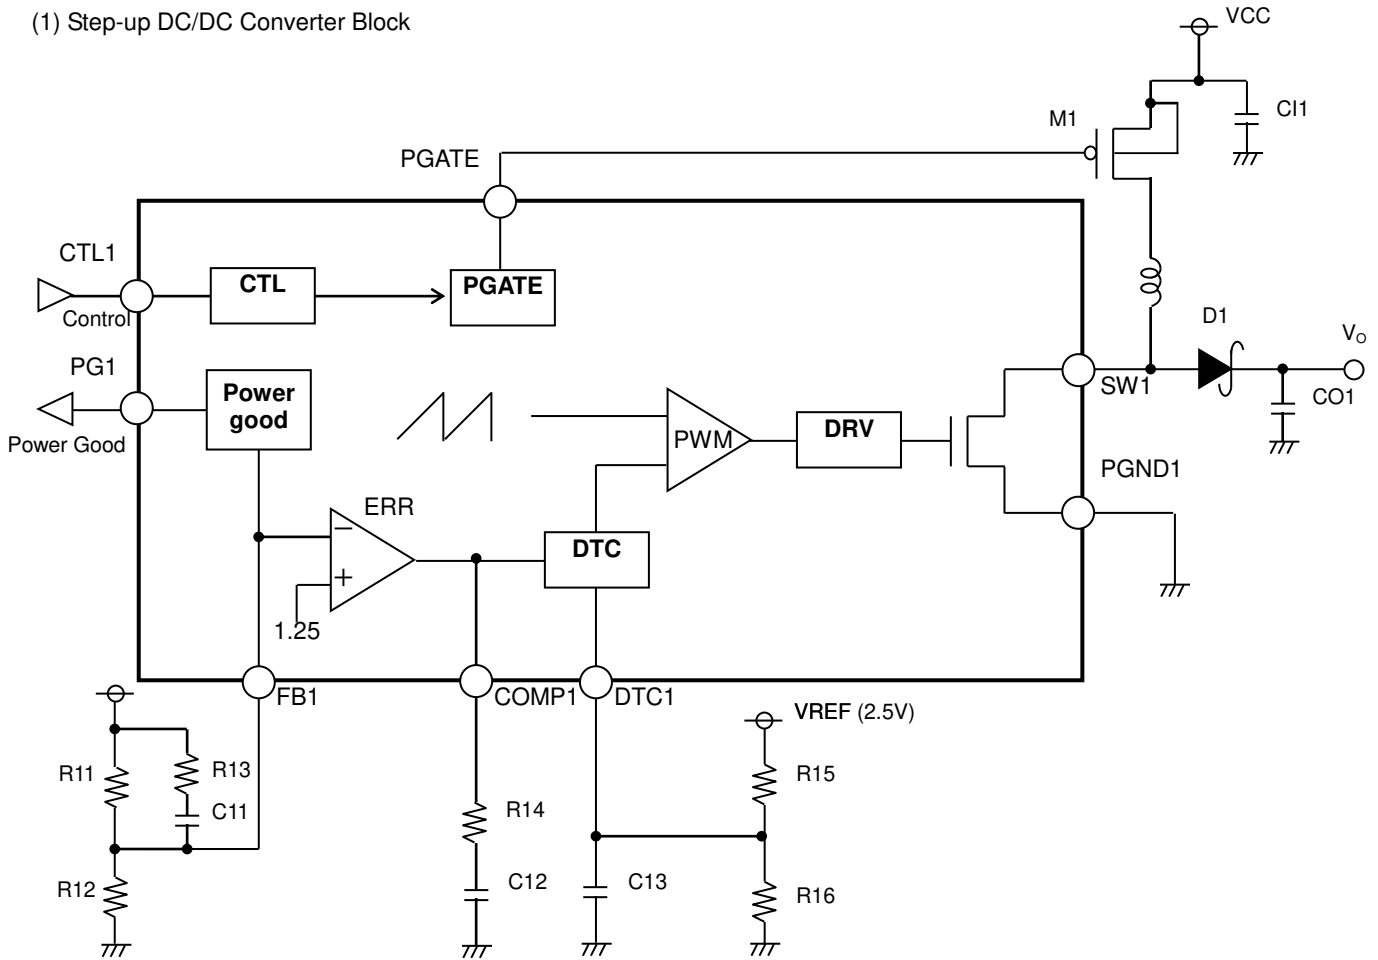 (1) Step-up DC/DC Converter Block
VCC
CI1
M1
PGATE
CTL1
CTL
PGATE
Control
PG1
Power
good
Power Good
D1
VO
SW1
CO1
PWM
DRV
PGND1
ERR
−
+
1.25
DTC
FB1
COMP1
DTC1
VREF (2.5V)
R11
R13
C11
R12
R14
C12
C13
R15
R16